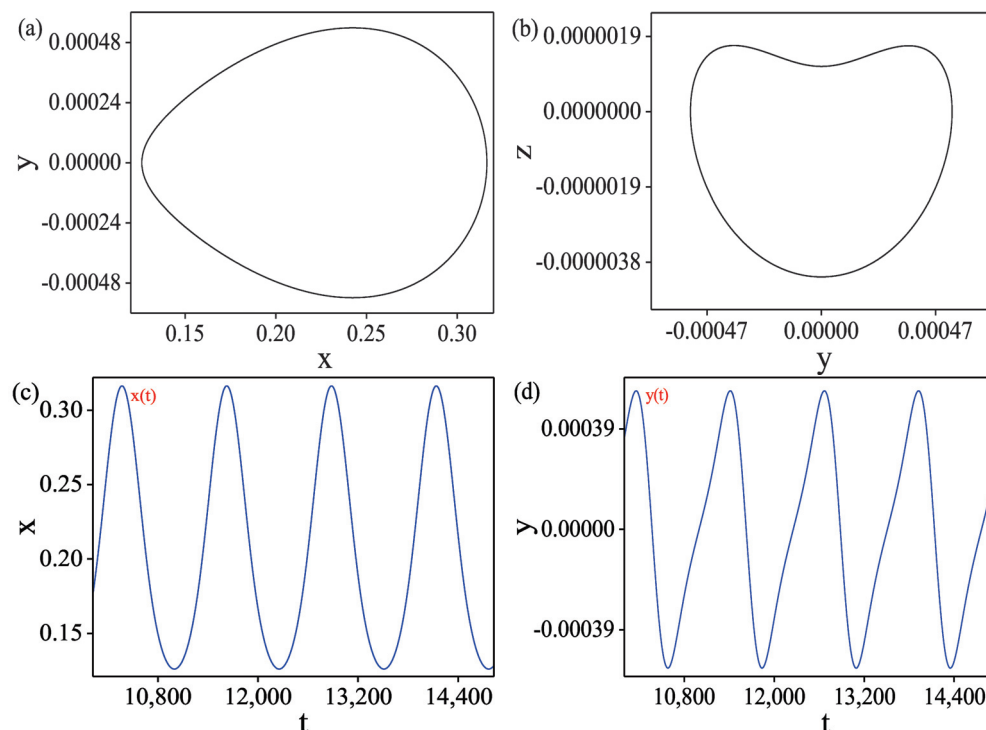 (a)
0.00048
0.00024
0.00000
-0.00024
-0.00048
y
0.15 0.20 0.25 0.30
x
(b)
0.0000019
0.0000000
-0.0000019
-0.0000038
z
-0.00047 0.00000 0.00047
y
(c)
x(t)
0.30
0.25
0.20
0.15
x
10,800 12,000 13,200 14,400
t
(d)
y(t)
0.00039
0.00000
-0.00039
y
10,800 12,000 13,200 14,400
t